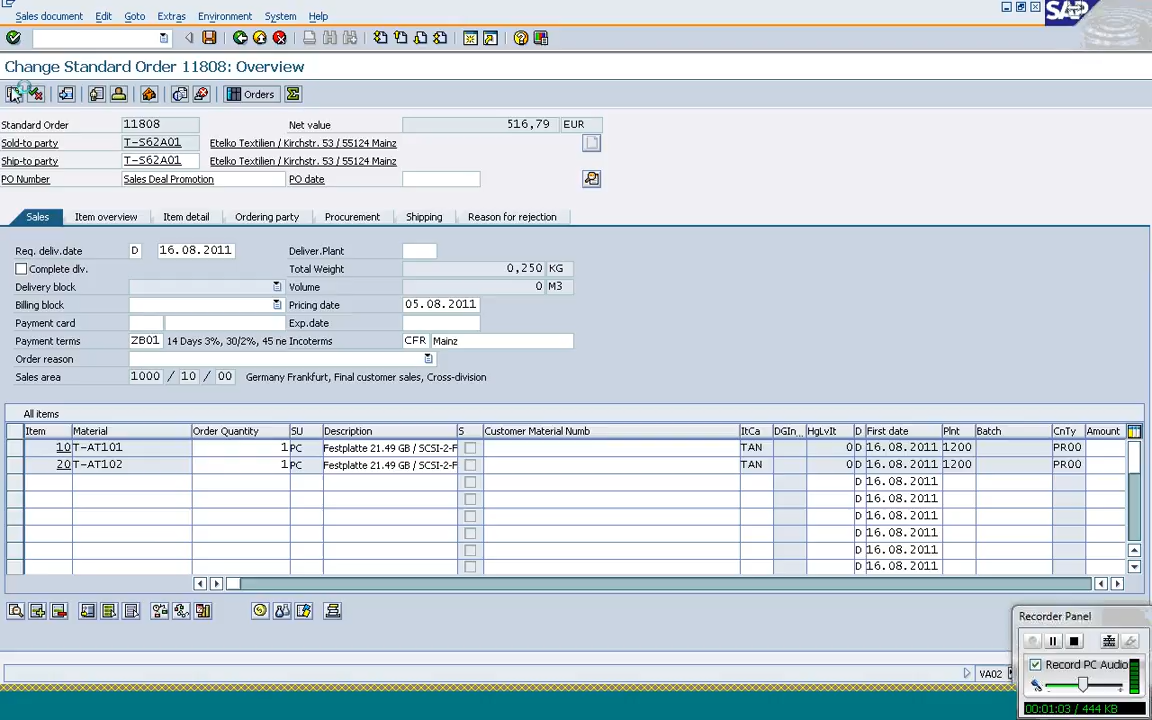 Sales document Edit Goto Extras Environment System Help
SAP
Change Standard Order 11808: Overview
Orders
Standard Order 11808 Net value 516,79 EUR
Sold-to party T-S62A01 Etelko Textilien / Kirchstr. 53 / 55124 Mainz
Ship-to party T-S62A01 Etelko Textilien / Kirchstr. 53 / 55124 Mainz
PO Number Sales Deal Promotion PO date
Sales Item overview Item detail Ordering party Procurement Shipping Reason for rejection
Req. deliv.date D 16.08.2011 Deliver.Plant
Complete dlv. Total Weight 0,250 KG
Delivery block Volume 0 M3
Billing block Pricing date 05.08.2011
Payment card Exp.date
Payment terms ZB01 14 Days 3%, 30/2%, 45 ne Incoterms CFR Mainz
Order reason
Sales area 1000 / 10 / 00 Germany Frankfurt, Final customer sales, Cross-division
All items
Item Material Order Quantity SU Description S Customer Material Numb ItCa DGIn... HgLvIt D First date Plnt Batch CnTy Amount
10 T-AT101 1 PC Festplatte 21.49 GB / SCSI-2-F TAN 0 D 16.08.2011 1200 PR00
20 T-AT102 1 PC Festplatte 21.49 GB / SCSI-2-F TAN 0 D 16.08.2011 1200 PR00
D 16.08.2011
D 16.08.2011
D 16.08.2011
D 16.08.2011
D 16.08.2011
D 16.08.2011
Recorder Panel
Record PC Audio
VA02
00:01:03 / 444 KB